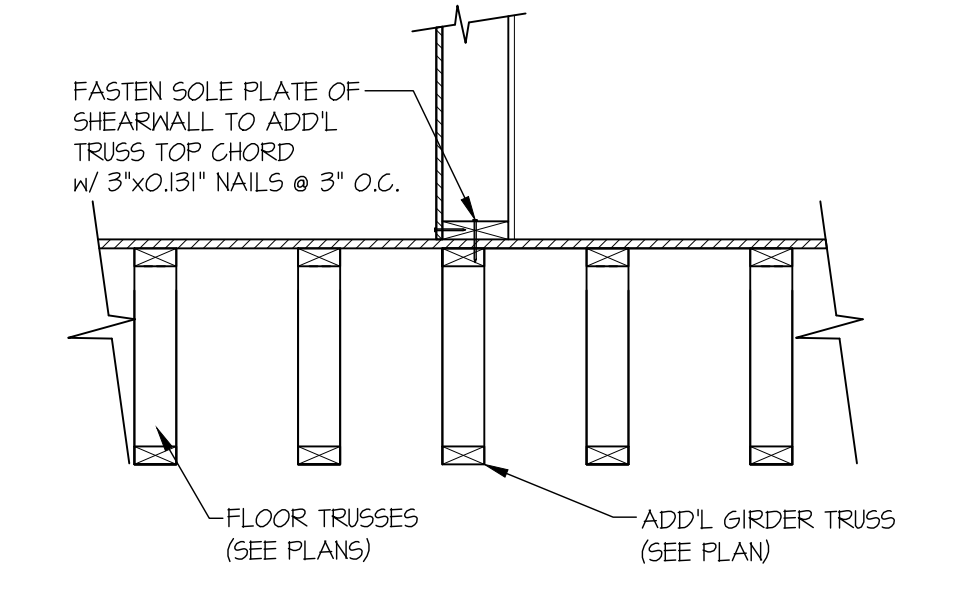 FASTEN SOLE PLATE OF
SHEARWALL TO ADD'L
TRUSS TOP CHORD
w/ 3"x0.131" NAILS @ 3" O.C.
FLOOR TRUSSES
(SEE PLANS)
ADD'L GIRDER TRUSS
(SEE PLAN)